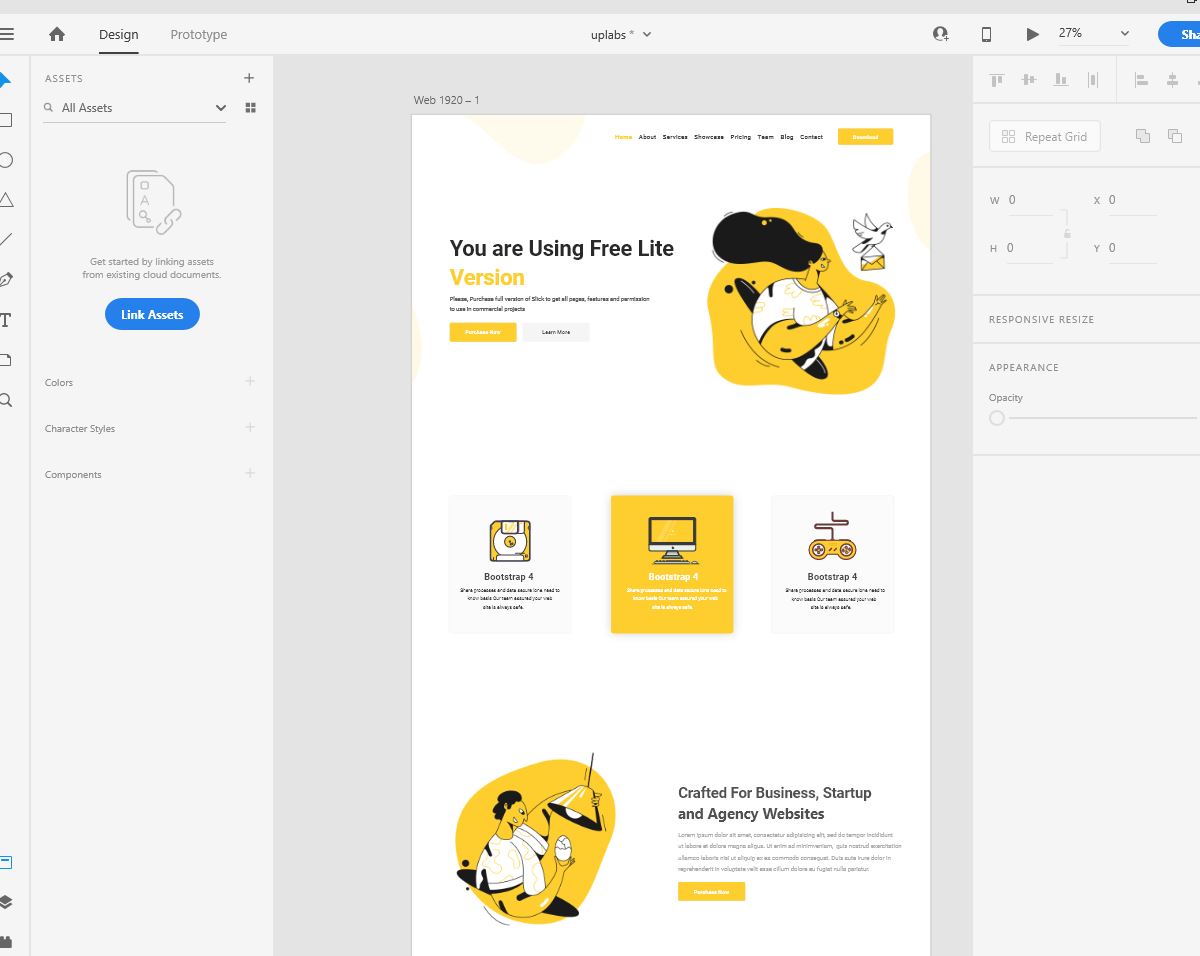 Design
Prototype
uplabs *
27%
Sha
ASSETS
All Assets
Get started by linking assets
from existing cloud documents.
Link Assets
Colors
Character Styles
Components
Web 1920 – 1
Home About Services Showcase Pricing Team Blog Contact Download
You are Using Free Lite
Version
Please, Purchase full version of Slick to get all pages, features and permission
to use in commercial projects
Purchase Now
Learn More
Bootstrap 4
Share processes and data secure lona need to
know basis Our team assured your web
site is always safe.
Bootstrap 4
Share processes and data secure lona need to
know basis Our team assured your web
site is always safe.
Bootstrap 4
Share processes and data secure lona need to
know basis Our team assured your web
site is always safe.
Crafted For Business, Startup
and Agency Websites
Lorem ipsum dolor sit amet, consectetur adipisicing elit, sed do tempor incididunt
ut labore et dolore magna aliqua. Ut enim ad minimveniam, quis nostrud exercitation
ullamco laboris nisi ut aliquip ex ea commodo consequat. Duis aute irure dolor in
reprehenderit in voluptate velit esse cillum dolore eu fugiat nulla pariatur.
Purchase Now
Repeat Grid
W 0 X 0
H 0 Y 0
RESPONSIVE RESIZE
APPEARANCE
Opacity